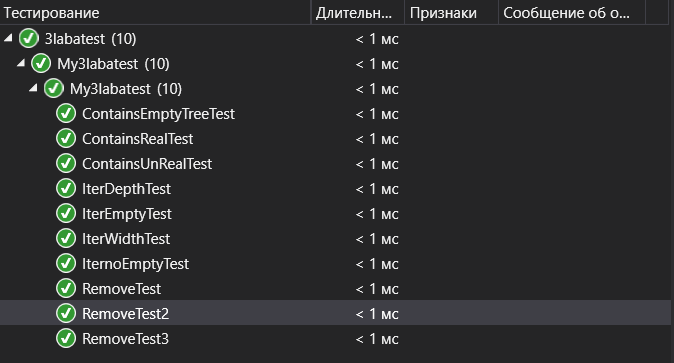 Тестирование Длительн... Признаки Сообщение об о...
3labatest (10) < 1 мс
My3labatest (10) < 1 мс
My3labatest (10) < 1 мс
ContainsEmptyTreeTest < 1 мс
ContainsRealTest < 1 мс
ContainsUnRealTest < 1 мс
IterDepthTest < 1 мс
IterEmptyTest < 1 мс
IterWidthTest < 1 мс
IternoEmptyTest < 1 мс
RemoveTest < 1 мс
RemoveTest2 < 1 мс
RemoveTest3 < 1 мс